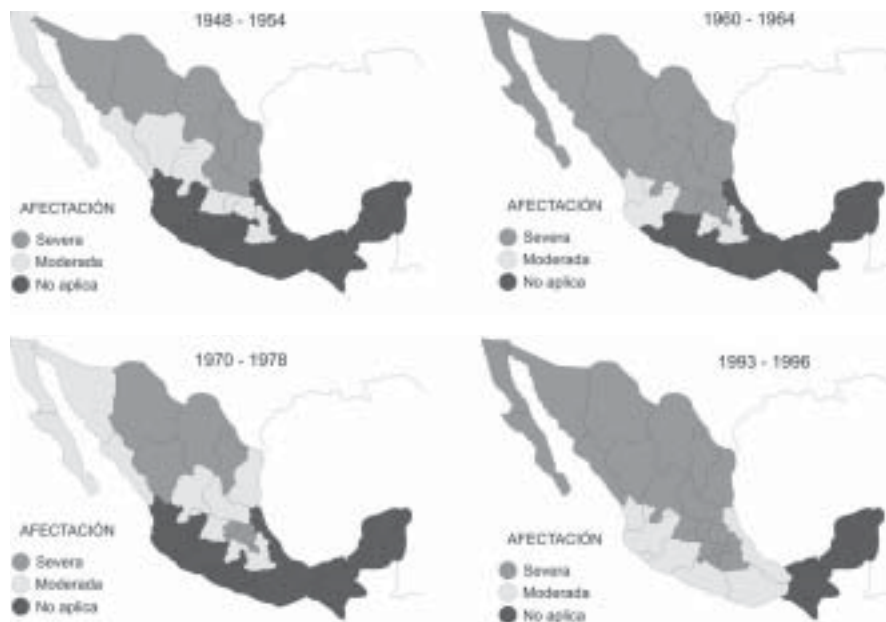 1948 - 1954
AFECTACIÓN
Severa
Moderada
No aplica
1960 - 1964
AFECTACIÓN
Severa
Moderada
No aplica
1970 - 1978
AFECTACIÓN
Severa
Moderada
No aplica
1993 - 1996
AFECTACIÓN
Severa
Moderada
No aplica